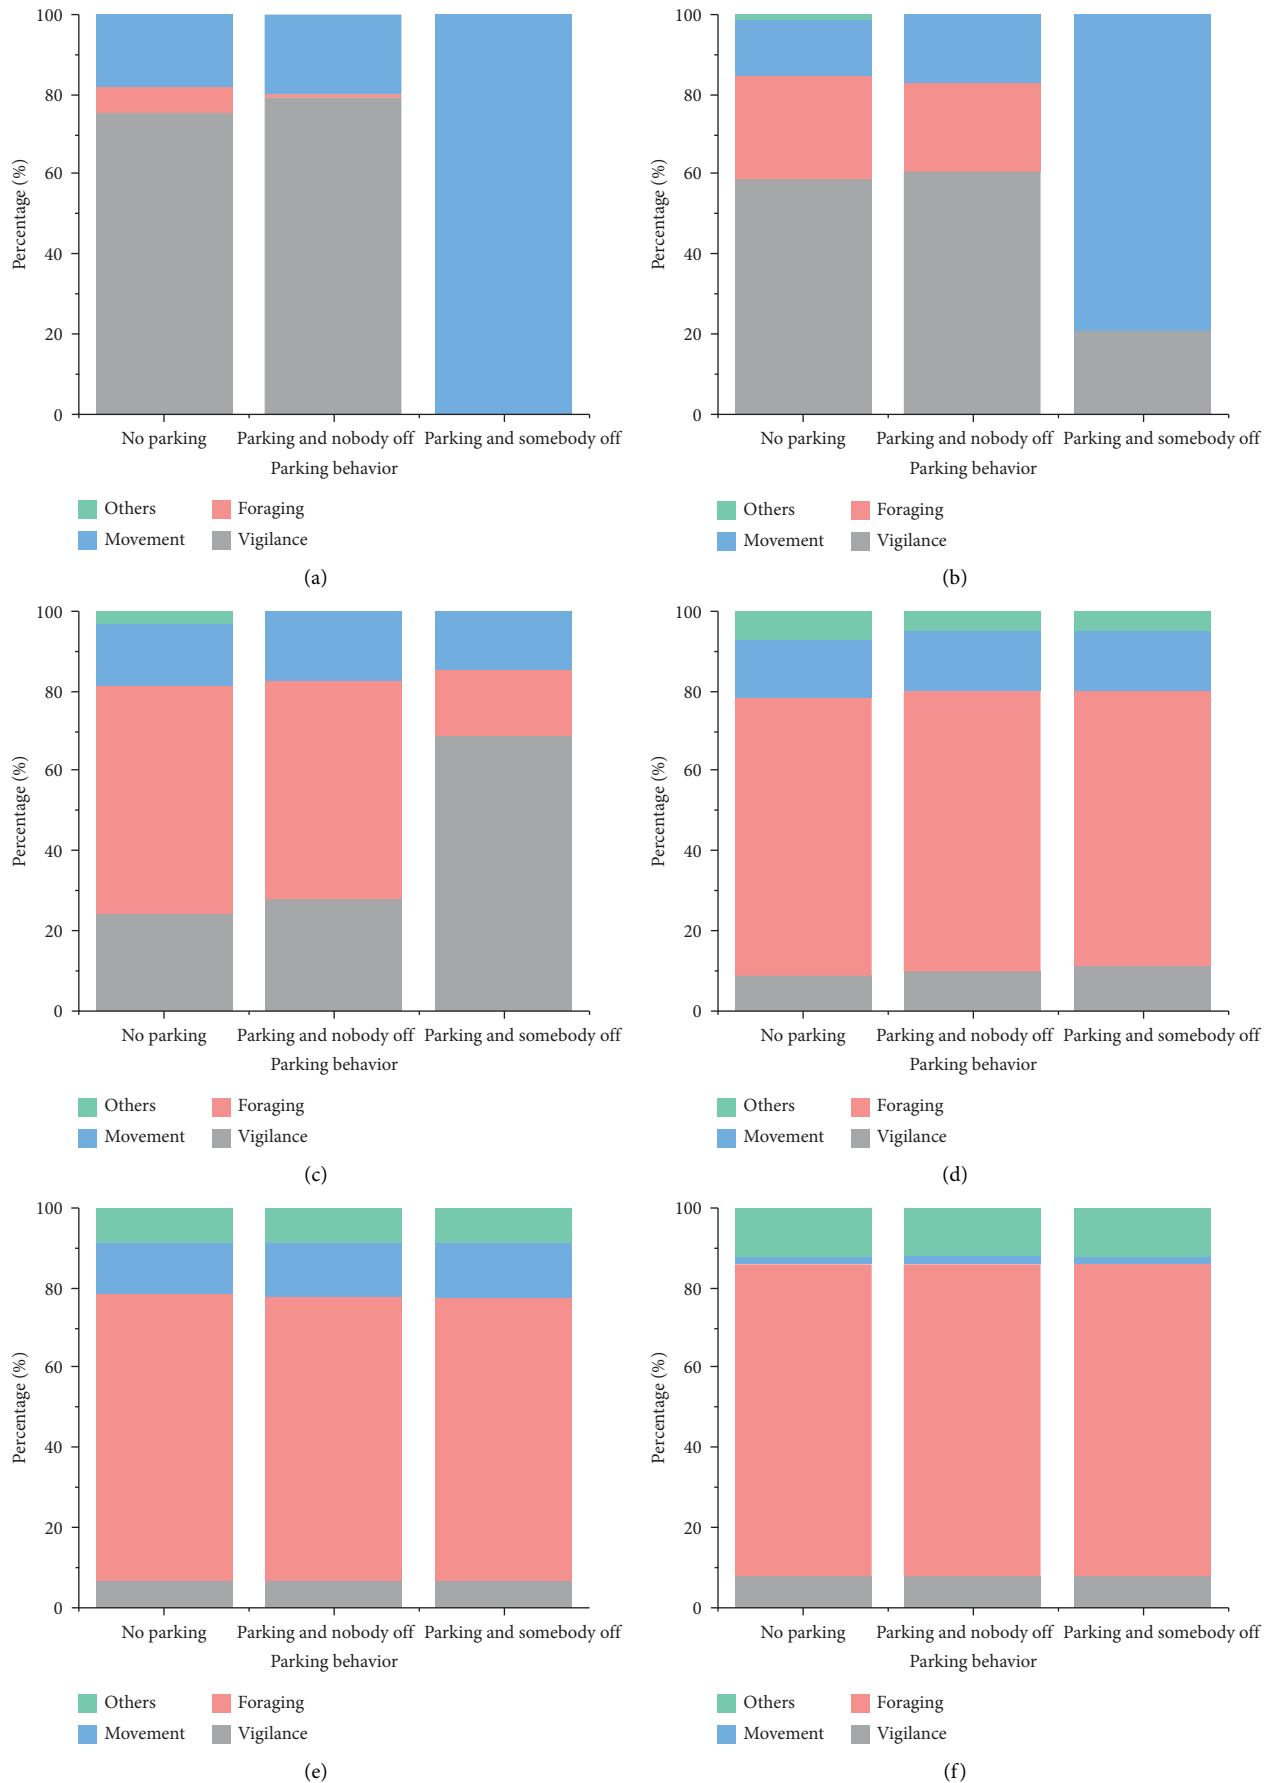 100
80
60
40
20
0
Percentage (%)
No parking Parking and nobody off Parking and somebody off
Parking behavior
Others Foraging
Movement Vigilance
(a)
100
80
60
40
20
0
Percentage (%)
No parking Parking and nobody off Parking and somebody off
Parking behavior
Others Foraging
Movement Vigilance
(b)
100
80
60
40
20
0
Percentage (%)
No parking Parking and nobody off Parking and somebody off
Parking behavior
Others Foraging
Movement Vigilance
(c)
100
80
60
40
20
0
Percentage (%)
No parking Parking and nobody off Parking and somebody off
Parking behavior
Others Foraging
Movement Vigilance
(d)
100
80
60
40
20
0
Percentage (%)
No parking Parking and nobody off Parking and somebody off
Parking behavior
Others Foraging
Movement Vigilance
(e)
100
80
60
40
20
0
Percentage (%)
No parking Parking and nobody off Parking and somebody off
Parking behavior
Others Foraging
Movement Vigilance
(f)